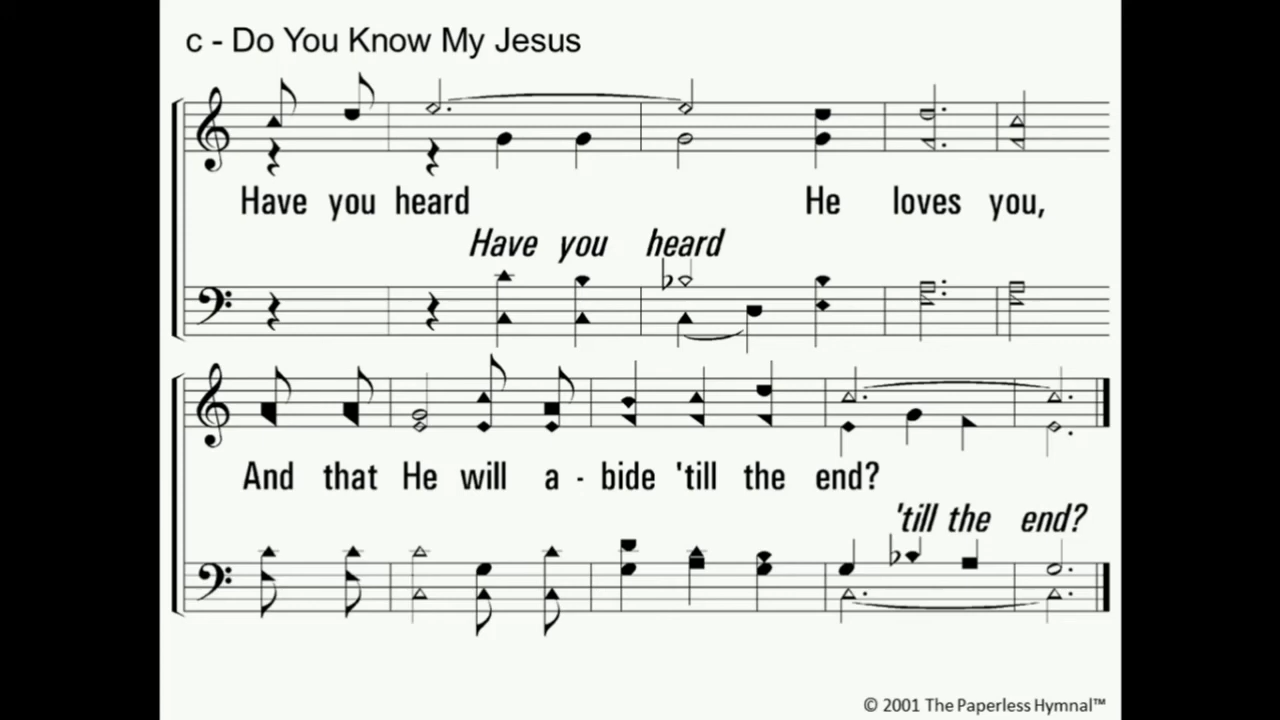 c - Do You Know My Jesus
Have you heard He loves you,
Have you heard
And that He will a - bide 'till the end?
'till the end?
© 2001 The Paperless Hymnal™